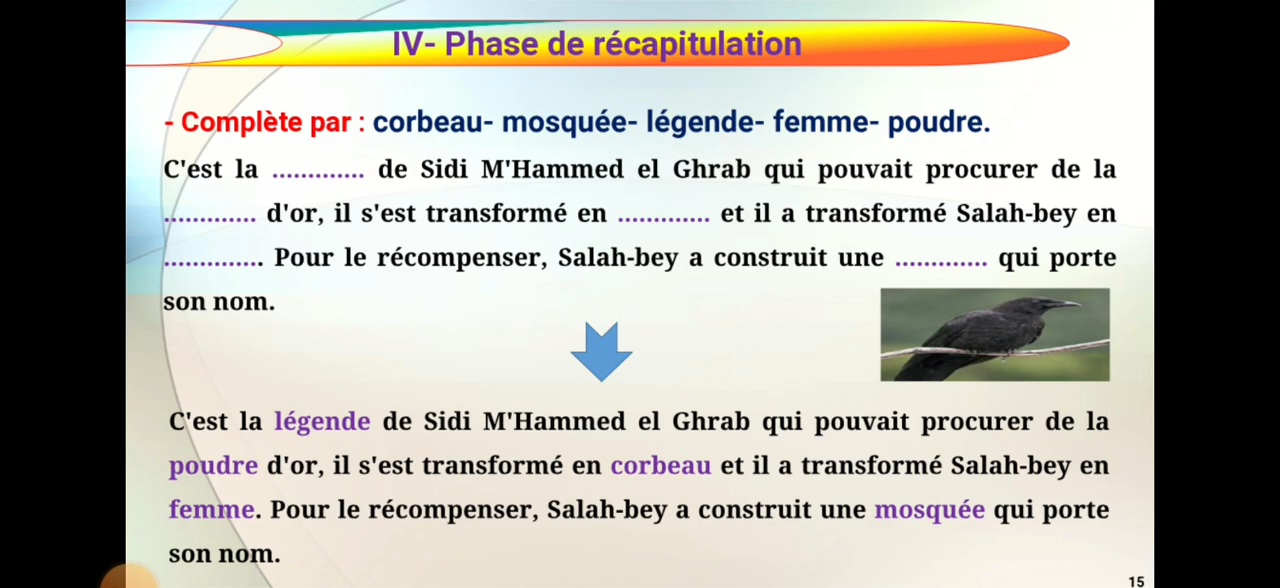 IV- Phase de récapitulation
- Complète par : corbeau- mosquée- légende- femme- poudre.
C'est la ............. de Sidi M'Hammed el Ghrab qui pouvait procurer de la
............. d'or, il s'est transformé en ............. et il a transformé Salah-bey en
.............. Pour le récompenser, Salah-bey a construit une ............. qui porte
son nom.
C'est la légende de Sidi M'Hammed el Ghrab qui pouvait procurer de la
poudre d'or, il s'est transformé en corbeau et il a transformé Salah-bey en
femme. Pour le récompenser, Salah-bey a construit une mosquée qui porte
son nom.
15